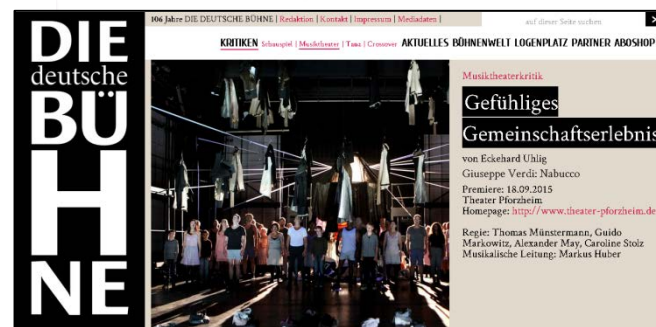 DIE
deutsche
BÜ
H
NE
106 Jahre DIE DEUTSCHE BÜHNE | Redaktion | Kontakt | Impressum | Mediadaten |
auf dieser Seite suchen
KRITIKEN Schauspiel | Musiktheater | Tanz | Crossover AKTUELLES BÜHNENWELT LOGENPLATZ PARTNER ABOSHOP
Musiktheaterkritik
Gefühliges
Gemeinschaftserlebnis
von Eckehard Uhlig
Giuseppe Verdi: Nabucco
Premiere: 18.09.2015
Theater Pforzheim
Homepage: http://www.theater-pforzheim.de
Regie: Thomas Münstermann, Guido
Markowitz, Alexander May, Caroline Stolz
Musikalische Leitung: Markus Huber